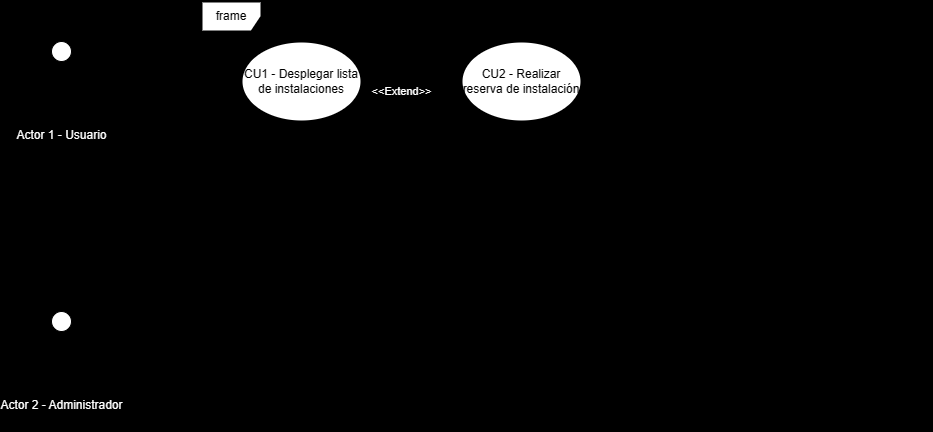 frame
CU1 - Desplegar lista
de instalaciones
<<Extend>>
CU2 - Realizar
reserva de instalación
Actor 1 - Usuario
Actor 2 - Administrador